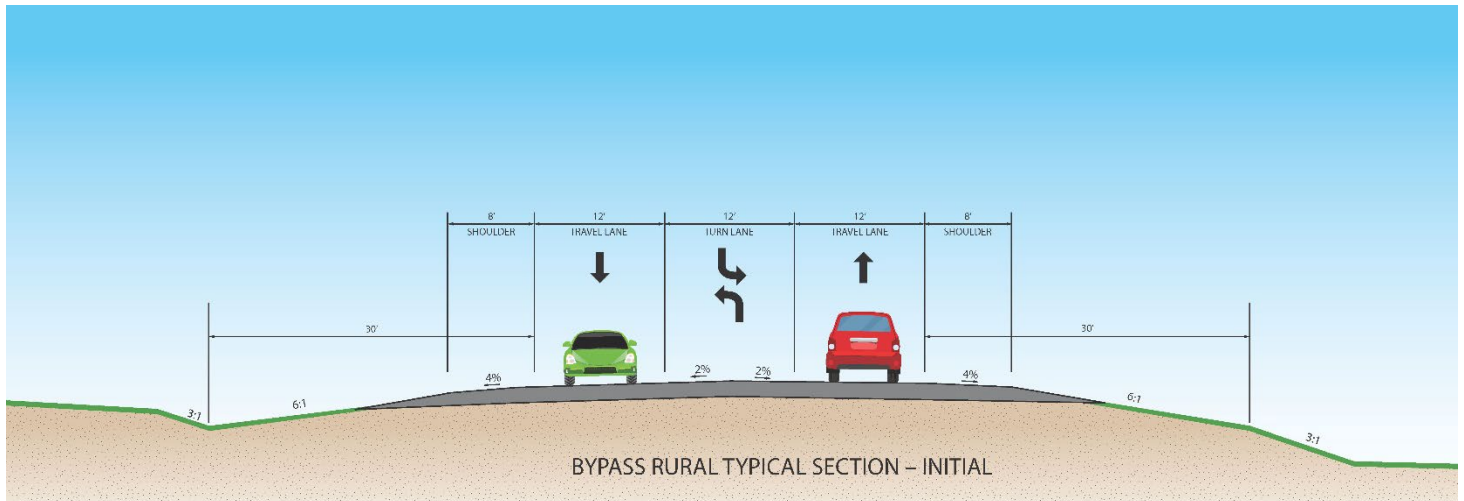 8' 12' 12' 12' 8'
SHOULDER TRAVEL LANE TURN LANE TRAVEL LANE SHOULDER
30' 30'
4% 2% 2% 4%
3:1 6:1 6:1 3:1
BYPASS RURAL TYPICAL SECTION – INITIAL